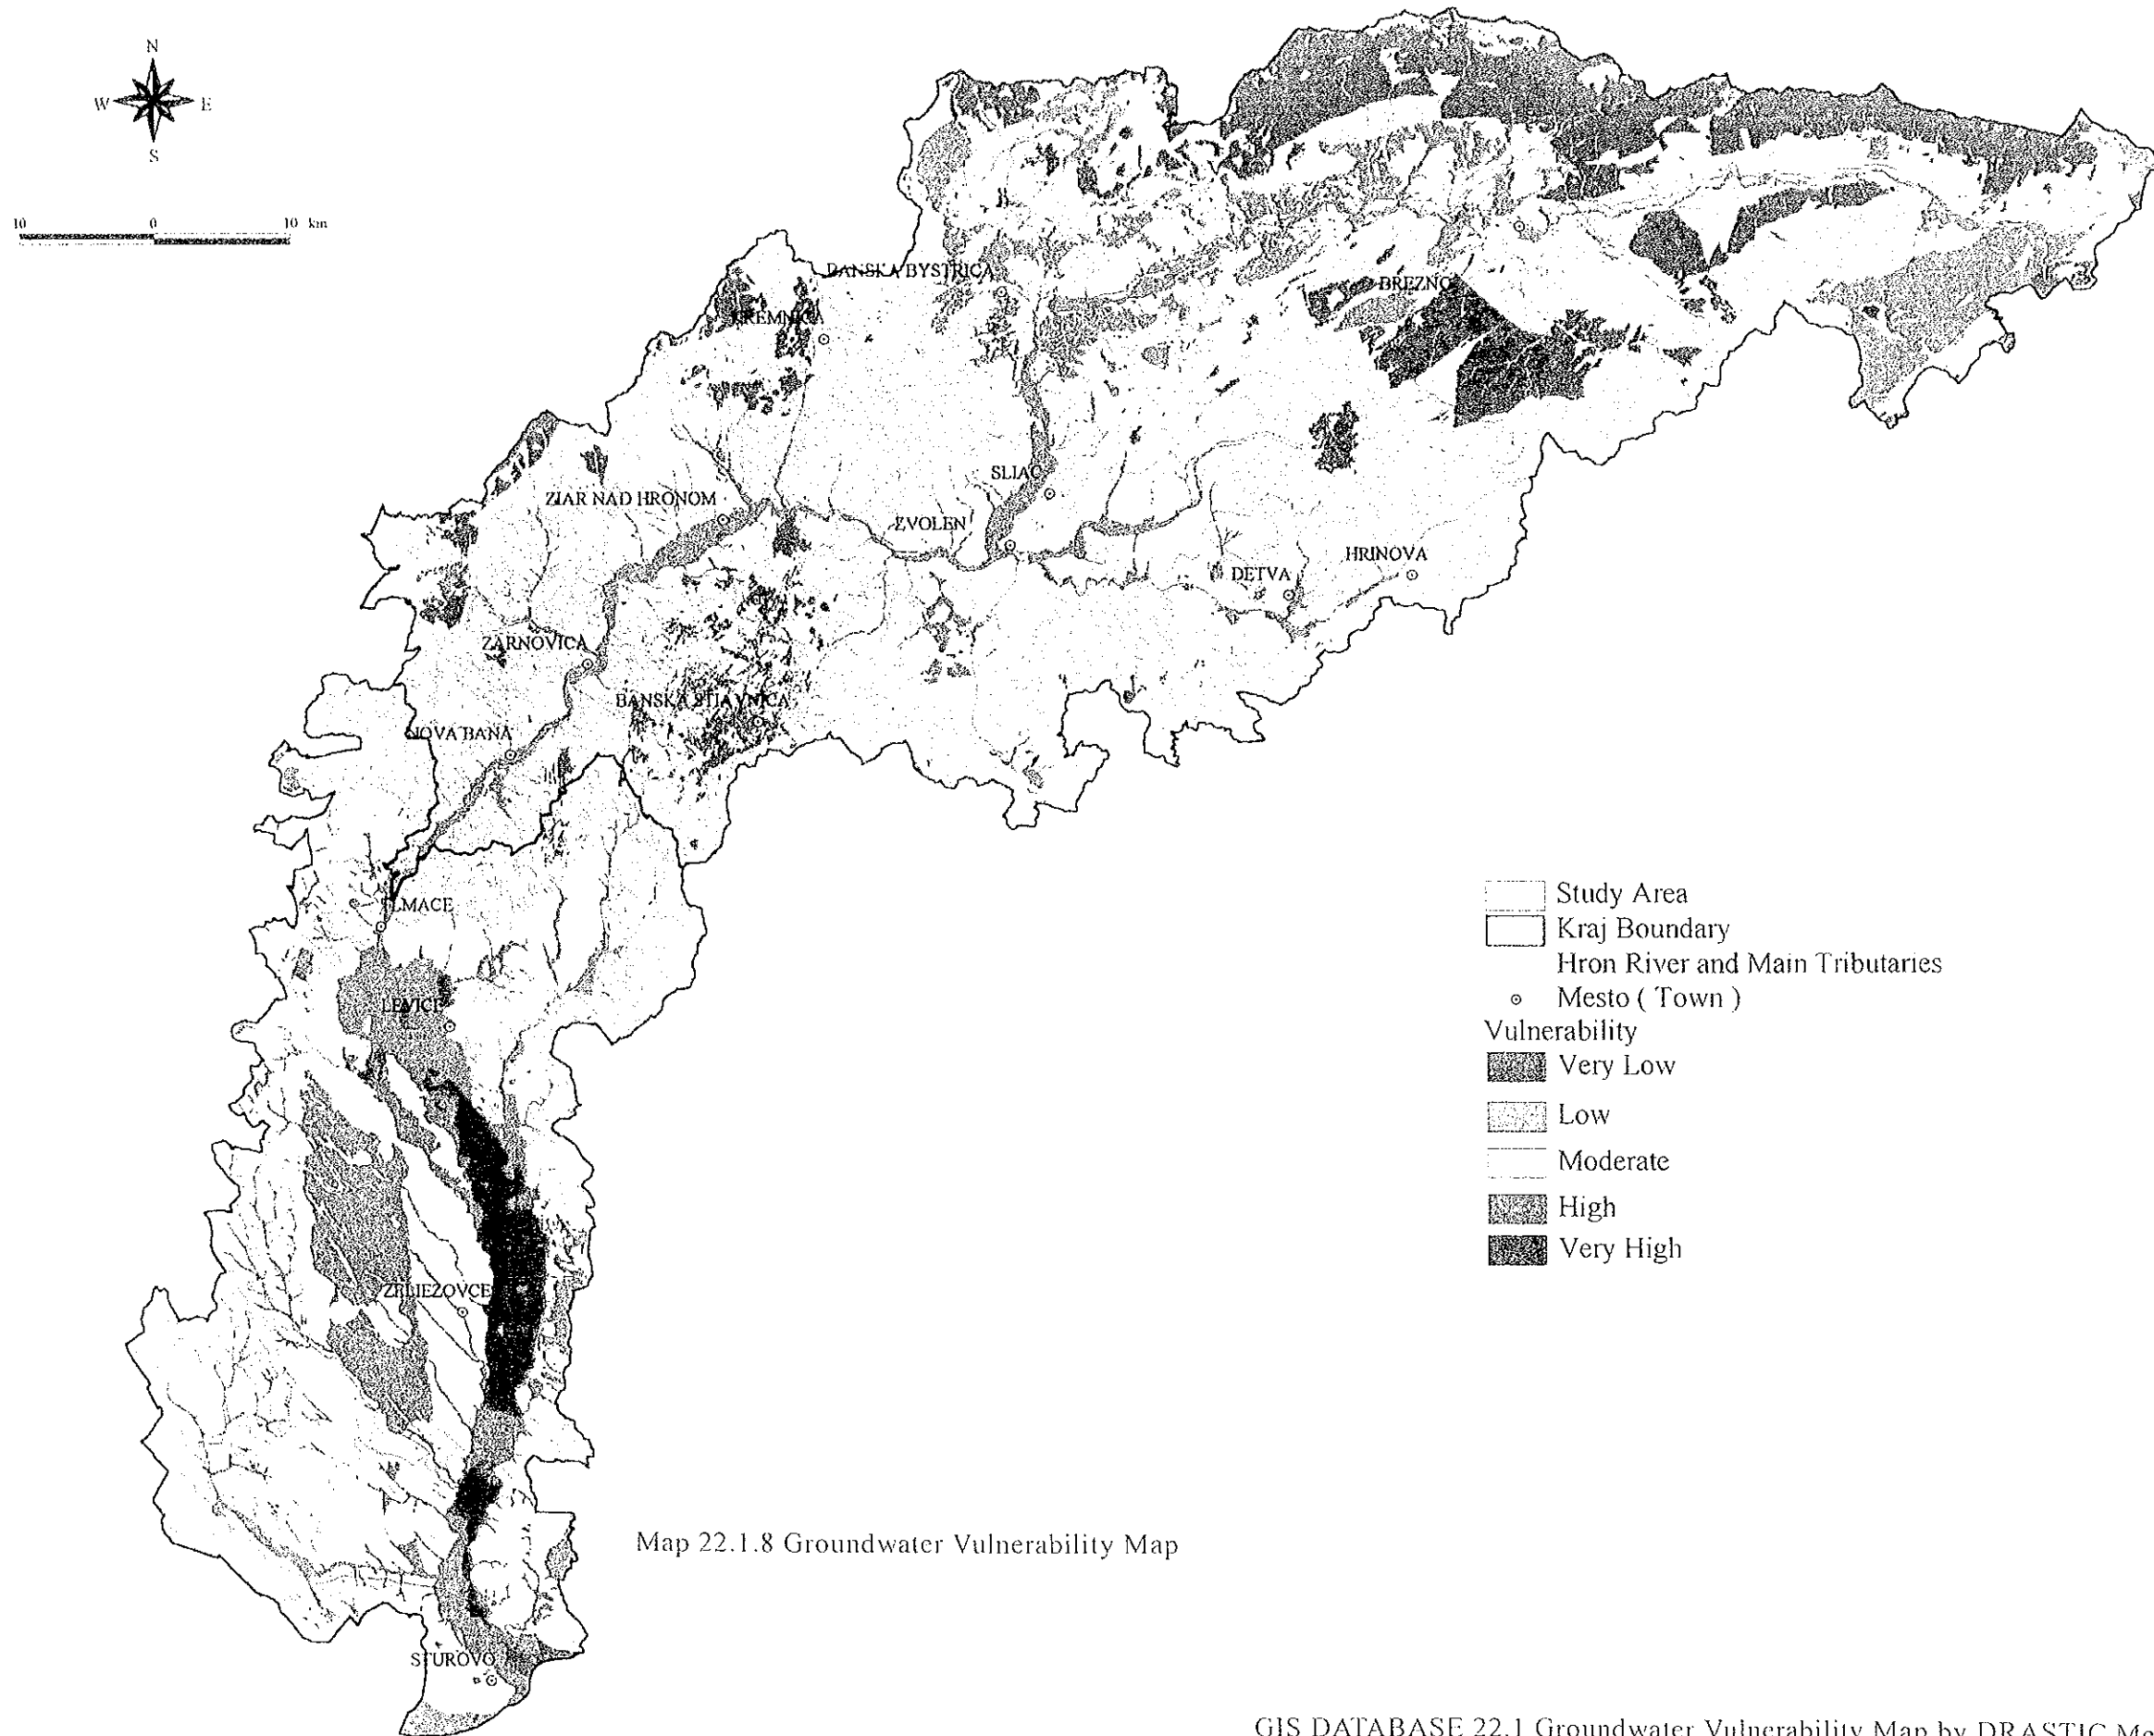 N
W E
S
10 0 10 km
BANSKA BYSTRICA
BREZNO
KREMNICA
SLIAC
ZIAR NAD HRONOM
ZVOLEN
HRINOVA
DETVA
ZARNOVICA
BANSKA STIAVNICA
NOVA BANA
TLMACE
LEVICE
ZELIEZOVCE
STUROVO
Study Area
Kraj Boundary
Hron River and Main Tributaries
Mesto ( Town )
Vulnerability
Very Low
Low
Moderate
High
Very High
Map 22.1.8 Groundwater Vulnerability Map
GIS DATABASE 22.1 Groundwater Vulnerability Map by DRASTIC Me